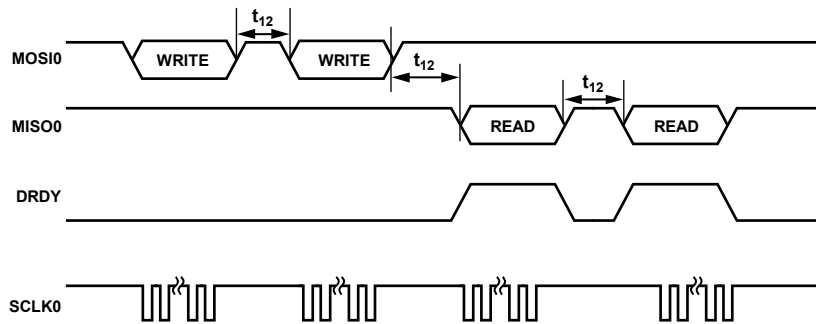 t12 t12
MOSI0 WRITE WRITE
t12
MISO0 READ READ
DRDY
SCLK0